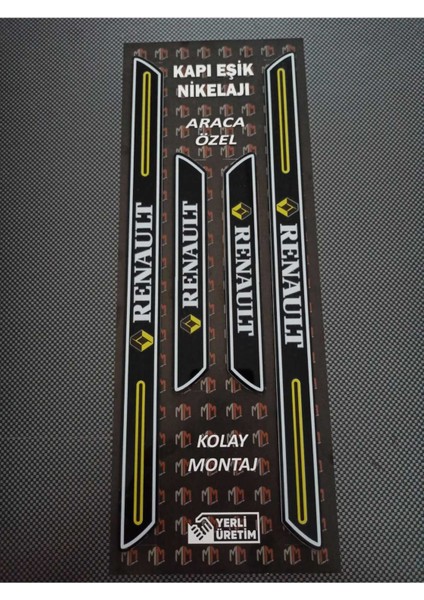 KAPI EŞİK
NİKELAJI
ARACA
ÖZEL
RENAULT
RENAULT
RENAULT
RENAULT
KOLAY
MONTAJ
YERLİ
ÜRETİM